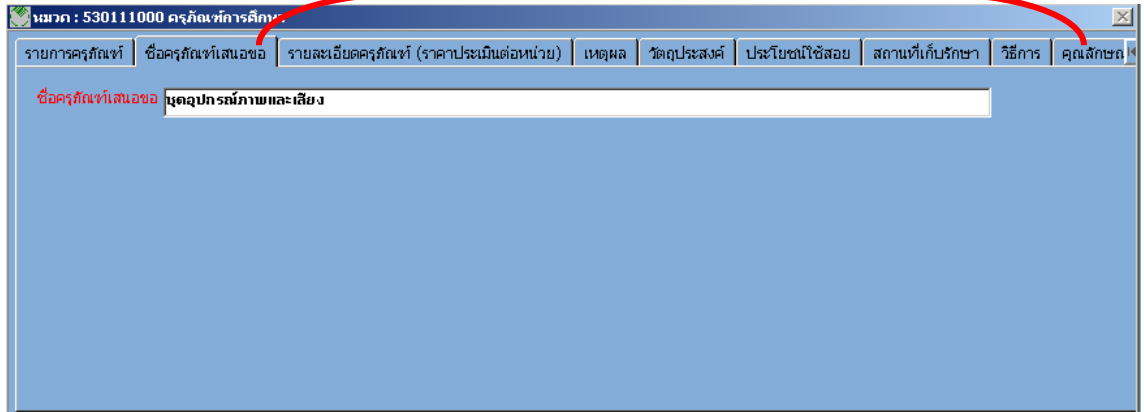 หมวด : 530111000 ครุภัณฑ์การศึกษา
รายการครุภัณฑ์ ชื่อครุภัณฑ์เสนอขอ รายละเอียดครุภัณฑ์ (ราคาประเมินต่อหน่วย) เหตุผล วัตถุประสงค์ ประโยชน์ใช้สอย สถานที่เก็บรักษา วิธีการ คุณลักษณ
ชื่อครุภัณฑ์เสนอขอ ชุดอุปกรณ์ภาพและเสียง